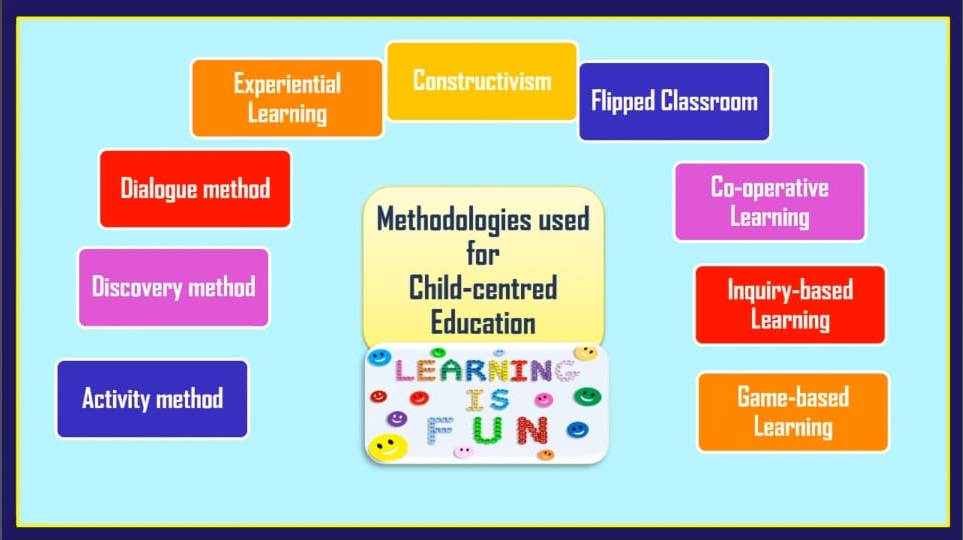 Constructivism
Experiential
Learning
Flipped Classroom
Dialogue method
Co-operative
Learning
Methodologies used
for
Child-centred
Education
Discovery method
Inquiry-based
Learning
Activity method
Game-based
Learning
LEARNING
IS
FUN